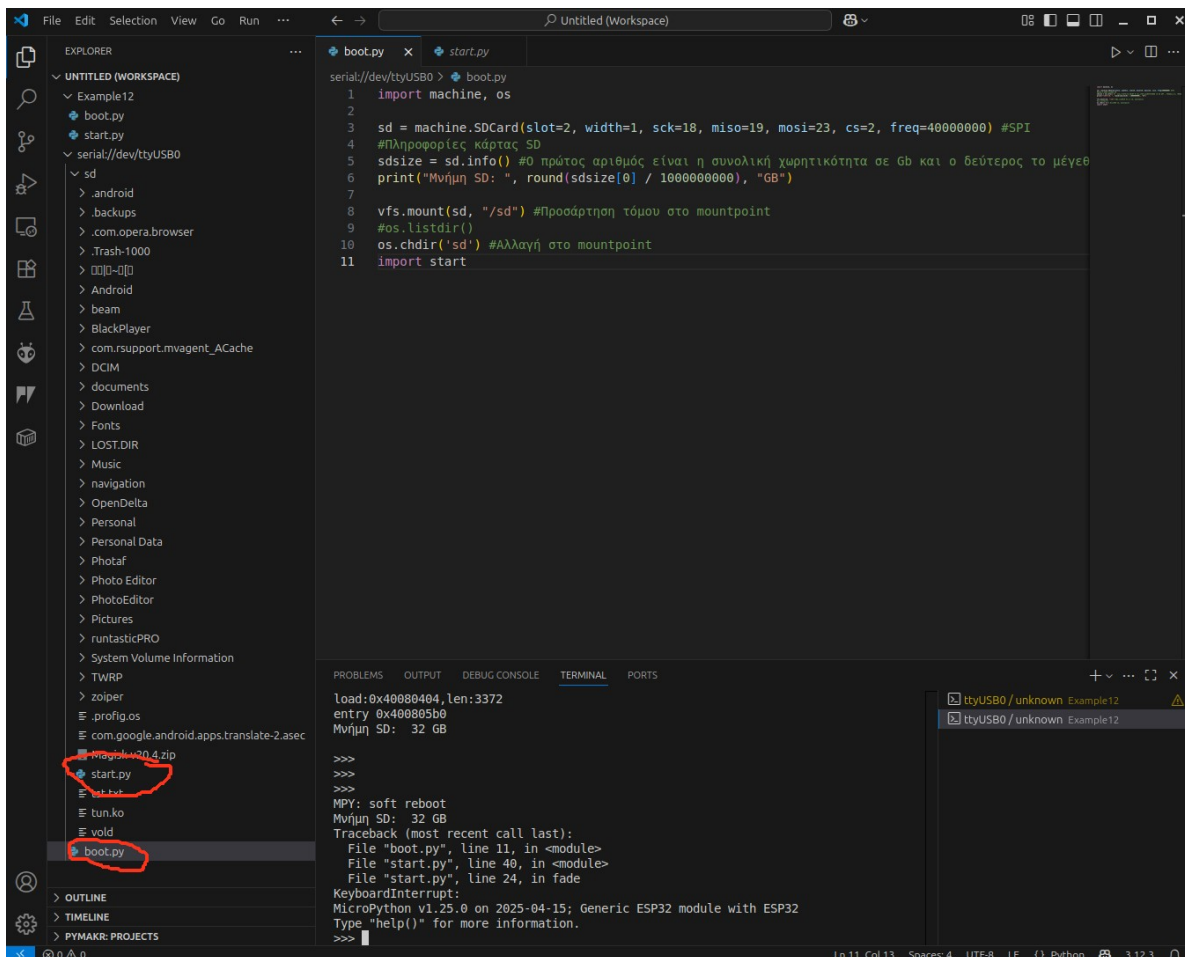 File Edit Selection View Go Run ···
Untitled (Workspace)
EXPLORER ···
UNTITLED (WORKSPACE)
Example12
boot.py
start.py
serial://dev/ttyUSB0
sd
.android
.backups
.com.opera.browser
.Trash-1000
Android
beam
BlackPlayer
com.rsupport.mvagent_ACache
DCIM
documents
Download
Fonts
LOST.DIR
Music
navigation
OpenDelta
Personal
Personal Data
Photaf
Photo Editor
PhotoEditor
Pictures
runtasticPRO
System Volume Information
TWRP
zoiper
.profig.os
com.google.android.apps.translate-2.asec
Magisk-v20.4.zip
start.py
tst.txt
tun.ko
vold
boot.py
OUTLINE
TIMELINE
PYMAKR: PROJECTS
boot.py
start.py
serial://dev/ttyUSB0 > boot.py
1 import machine, os
2
3 sd = machine.SDCard(slot=2, width=1, sck=18, miso=19, mosi=23, cs=2, freq=40000000) #SPI
4 #Πληροφορίες κάρτας SD
5 sdsize = sd.info() #Ο πρώτος αριθμός είναι η συνολική χωρητικότητα σε Gb και ο δεύτερος το μέγεθ
6 print("Μνήμη SD: ", round(sdsize[0] / 1000000000), "GB")
7
8 vfs.mount(sd, "/sd") #Προσάρτηση τόμου στο mountpoint
9 #os.listdir()
10 os.chdir('sd') #Αλλαγή στο mountpoint
11 import start
PROBLEMS OUTPUT DEBUG CONSOLE TERMINAL PORTS
load:0x40080404,len:3372
entry 0x400805b0
Μνήμη SD: 32 GB
>>>
>>>
>>>
MPY: soft reboot
Μνήμη SD: 32 GB
Traceback (most recent call last):
File "boot.py", line 11, in <module>
File "start.py", line 40, in <module>
File "start.py", line 24, in fade
KeyboardInterrupt:
MicroPython v1.25.0 on 2025-04-15; Generic ESP32 module with ESP32
Type "help()" for more information.
>>>
ttyUSB0 / unknown Example12
ttyUSB0 / unknown Example12
0 0 Ln 11, Col 13 Spaces: 4 UTF-8 LF {} Python 3.12.3